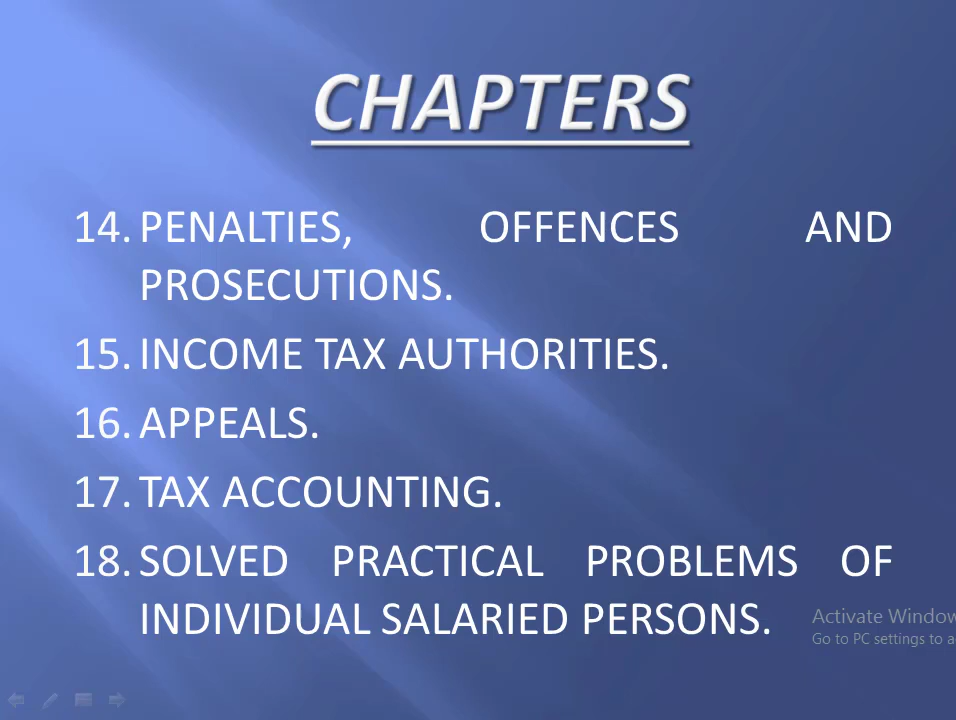 CHAPTERS
14. PENALTIES, OFFENCES AND
PROSECUTIONS.
15. INCOME TAX AUTHORITIES.
16. APPEALS.
17. TAX ACCOUNTING.
18. SOLVED PRACTICAL PROBLEMS OF
INDIVIDUAL SALARIED PERSONS.
Activate Window
Go to PC settings to a